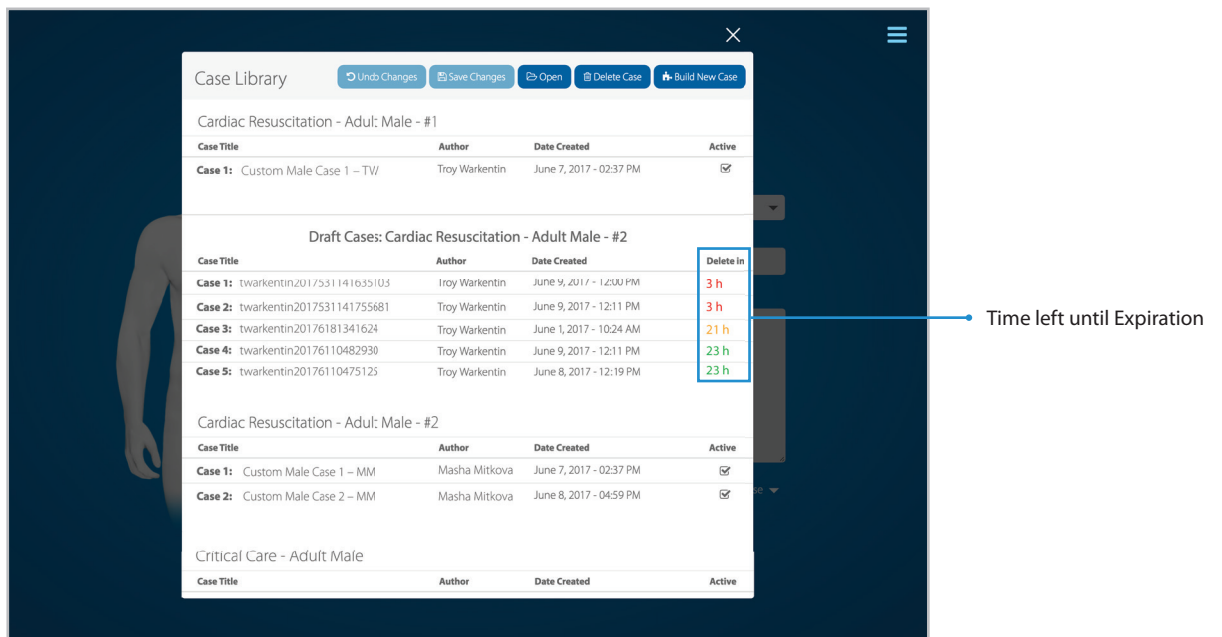 Case Library Undo Changes Save Changes Open Delete Case Build New Case
Cardiac Resuscitation - Adult Male - #1
Case Title Author Date Created Active
Case 1: Custom Male Case 1 – TW Troy Warkentin June 7, 2017 - 02:37 PM
Draft Cases: Cardiac Resuscitation - Adult Male - #2
Case Title Author Date Created Delete in
Case 1: twarkentin2017531141635103 Troy Warkentin June 9, 2017 - 12:00 PM 3 h
Case 2: twarkentin2017531141755681 Troy Warkentin June 9, 2017 - 12:11 PM 3 h
Case 3: twarkentin20176181341624 Troy Warkentin June 1, 2017 - 10:24 AM 21 h
Time left until Expiration
Case 4: twarkentin20176110482930 Troy Warkentin June 9, 2017 - 12:11 PM 23 h
Case 5: twarkentin20176110475125 Troy Warkentin June 8, 2017 - 12:19 PM 23 h
Cardiac Resuscitation - Adult Male - #2
Case Title Author Date Created Active
Case 1: Custom Male Case 1 – MM Masha Mitkova June 7, 2017 - 02:37 PM
Case 2: Custom Male Case 2 – MM Masha Mitkova June 8, 2017 - 04:59 PM
Critical Care - Adult Male
Case Title Author Date Created Active